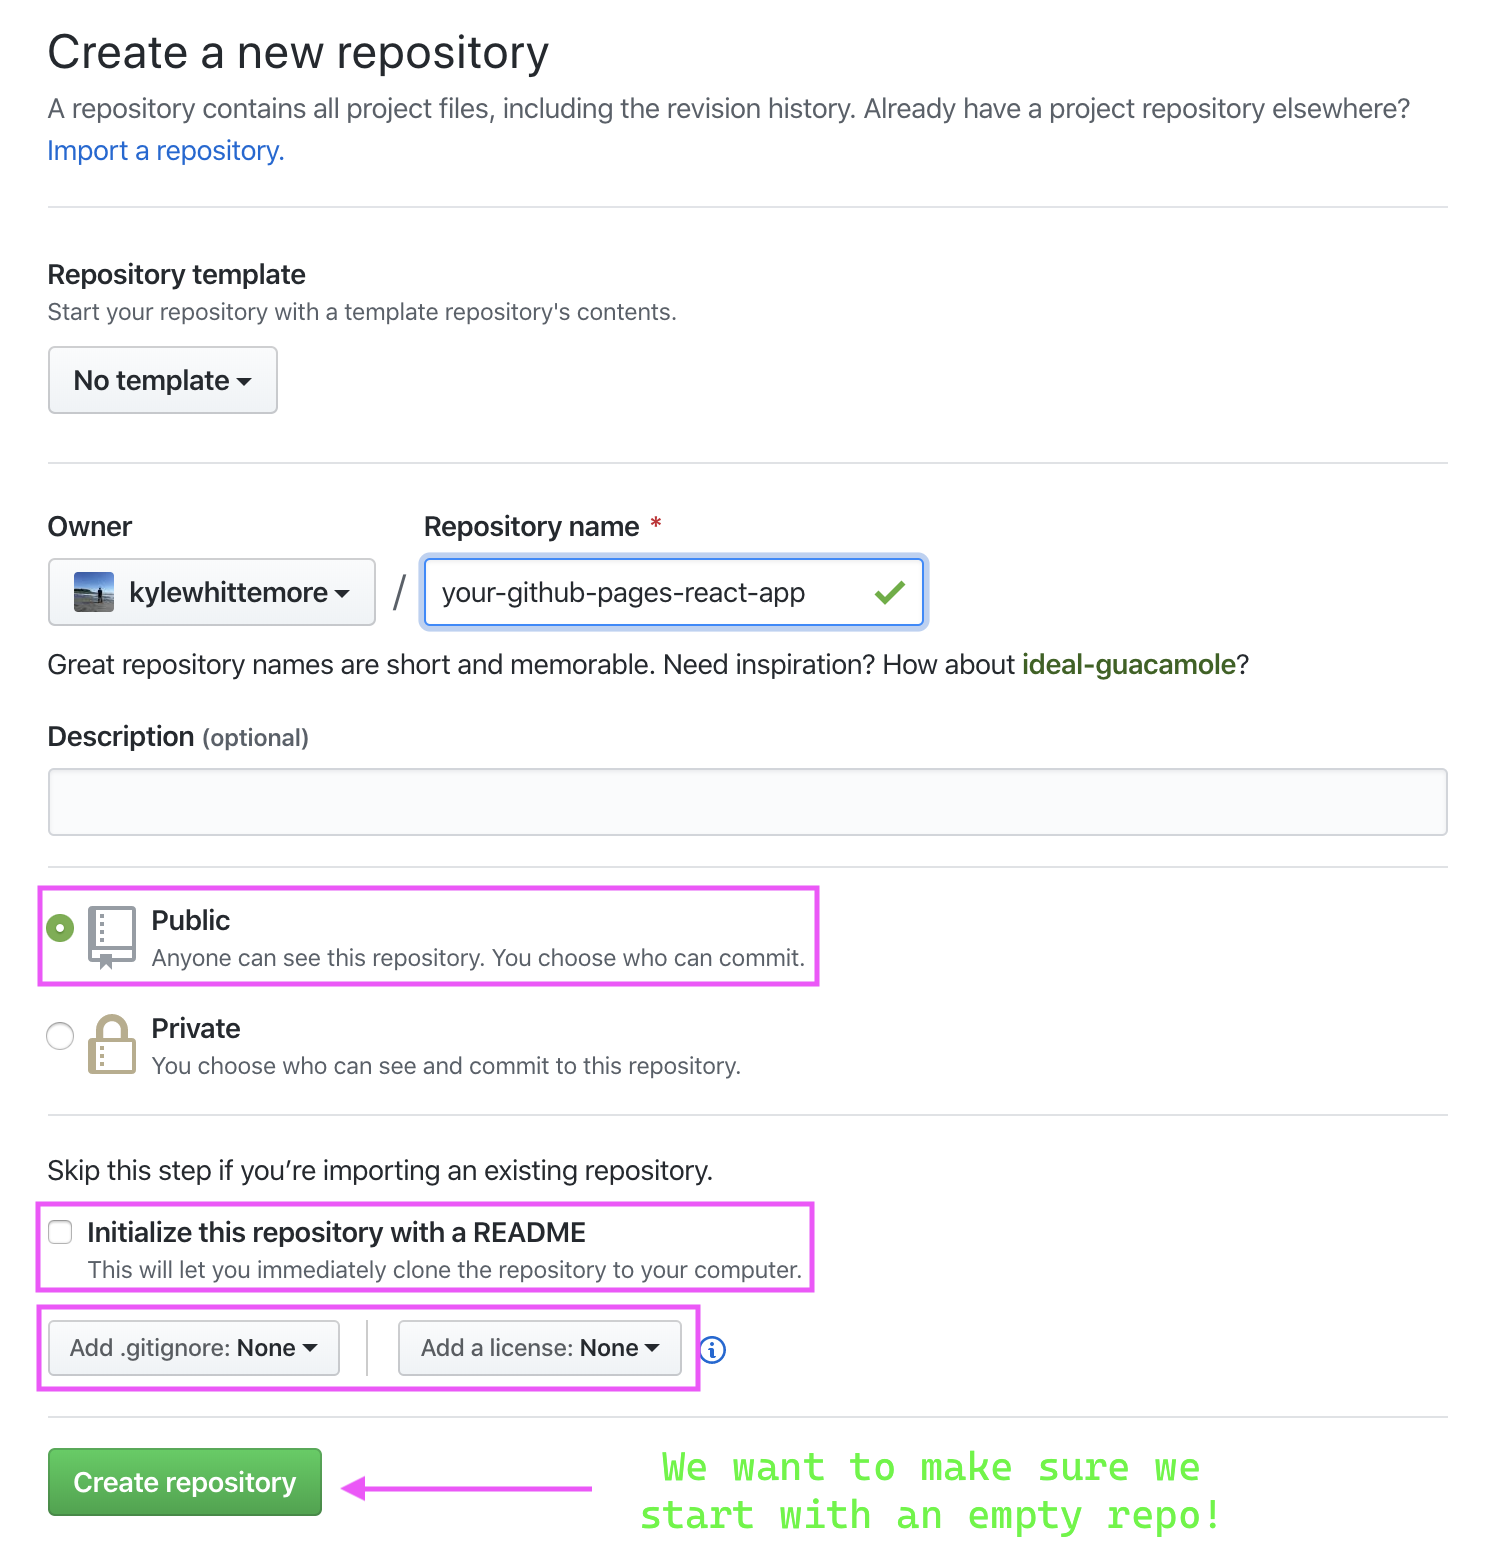 Create a new repository
A repository contains all project files, including the revision history. Already have a project repository elsewhere?
Import a repository.
Repository template
Start your repository with a template repository's contents.
No template
Owner
Repository name *
kylewhittemore / your-github-pages-react-app
Great repository names are short and memorable. Need inspiration? How about ideal-guacamole?
Description (optional)
Public
Anyone can see this repository. You choose who can commit.
Private
You choose who can see and commit to this repository.
Skip this step if you’re importing an existing repository.
Initialize this repository with a README
This will let you immediately clone the repository to your computer.
Add .gitignore: None
Add a license: None
Create repository
We want to make sure we
start with an empty repo!